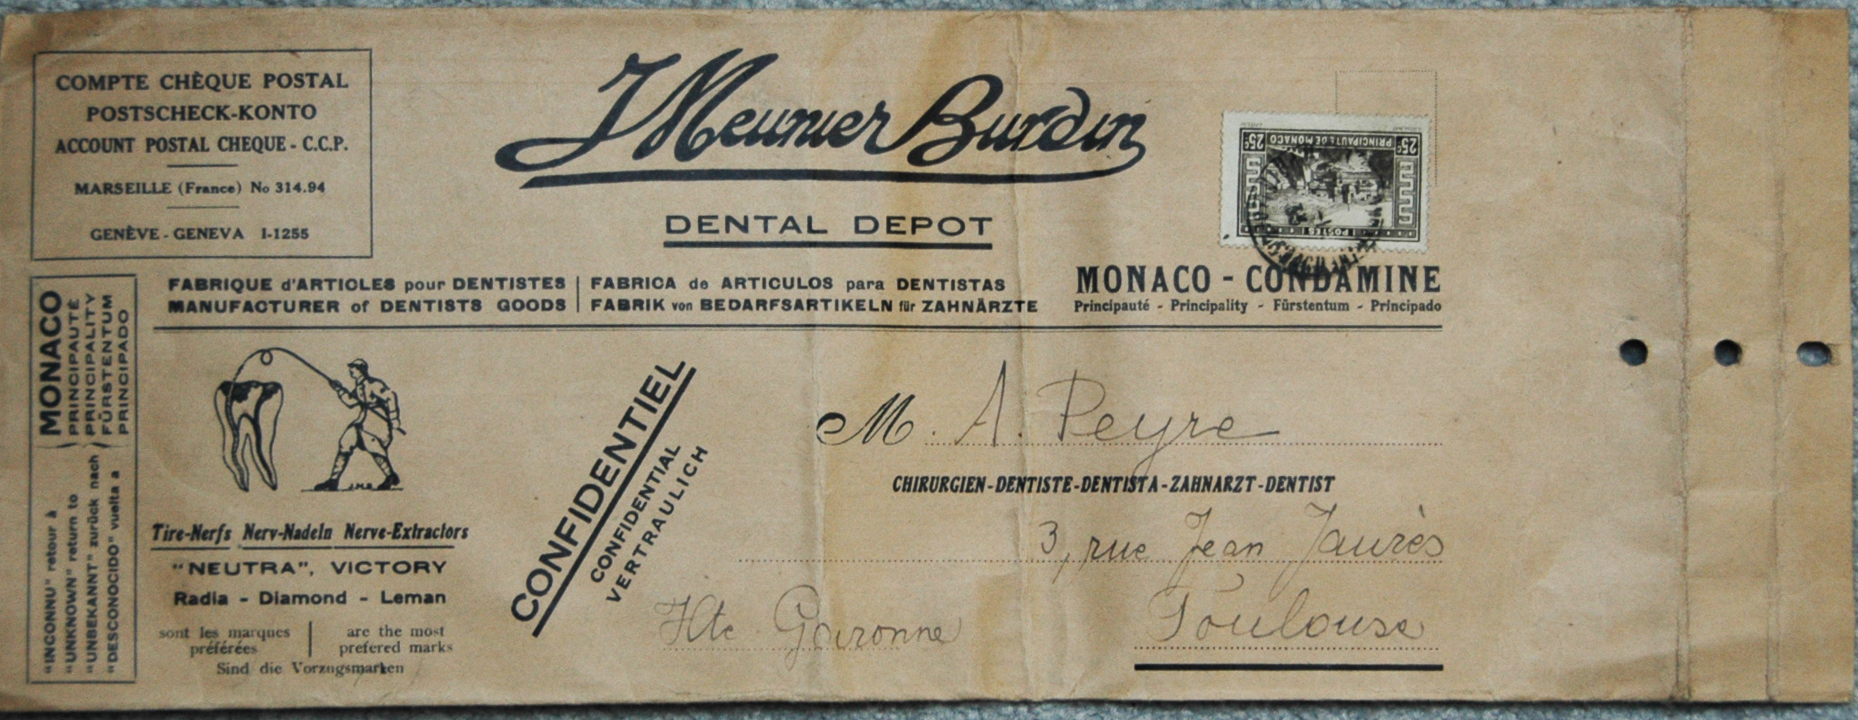 COMPTE CHÈQUE POSTAL
POSTSCHECK-KONTO
ACCOUNT POSTAL CHEQUE - C.C.P.
MARSEILLE (France) No 314.94
GENÈVE - GENEVA I-1255
J Meunier Burdin
DENTAL DEPOT
25c PRINCIPAUTÉ DE MONACO 25c
POSTES
FABRIQUE d'ARTICLES pour DENTISTES | FABRICA de ARTICULOS para DENTISTAS
MANUFACTURER of DENTISTS GOODS | FABRIK von BEDARFSARTIKELN für ZAHNÄRZTE
MONACO - CONDAMINE
Principauté - Principality - Fürstentum - Principado
MONACO
PRINCIPAUTÉ
PRINCIPALITY
FÜRSTENTUM
PRINCIPADO
"INCONNU" retour à
"UNKNOWN" return to
"UNBEKANNT" zurück nach
"DESCONOCIDO" vuelta a
J.M.B
Tire-Nerfs Nerv-Nadeln Nerve-Extractors
"NEUTRA", VICTORY
Radia - Diamond - Leman
sont les marques préférées | are the most prefered marks
Sind die Vorzugsmarken
CONFIDENTIEL
CONFIDENTIAL
VERTRAULICH
M. A. Peyre
CHIRURGIEN-DENTISTE-DENTISTA-ZAHNARZT-DENTIST
3, rue Jean Jaurès
Toulouse
Hte Garonne